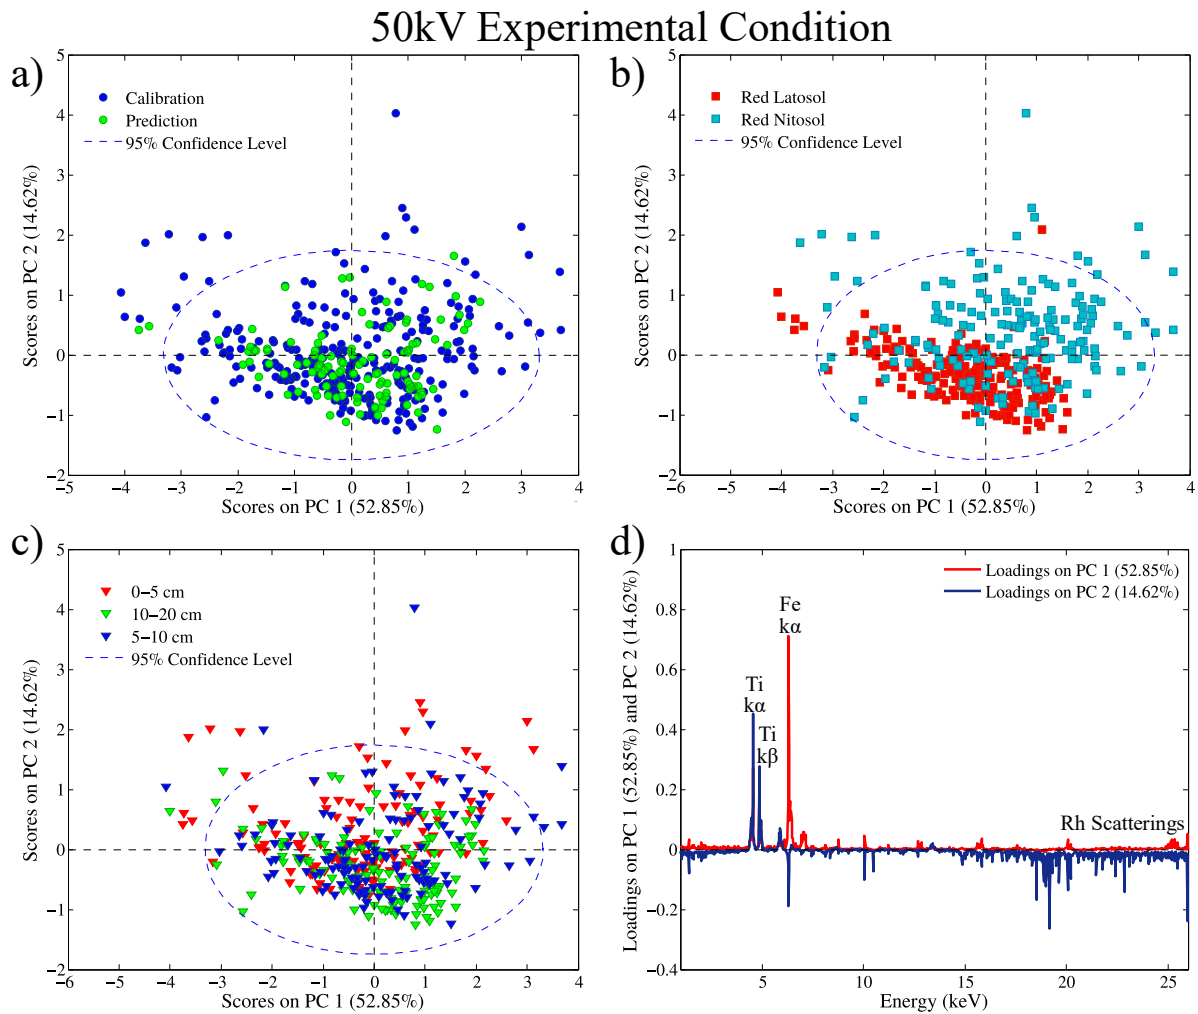 50kV Experimental Condition
a)
5
4
3
2
1
0
−1
−2
−5
−4
−3
−2
−1
0
1
2
3
4
Scores on PC 2 (14.62%)
Scores on PC 1 (52.85%)
Calibration
Prediction
95% Confidence Level
b)
5
4
3
2
1
0
−1
−2
−6
−5
−4
−3
−2
−1
0
1
2
3
4
Scores on PC 2 (14.62%)
Scores on PC 1 (52.85%)
Red Latosol
Red Nitosol
95% Confidence Level
c)
5
4
3
2
1
0
−1
−2
−6
−5
−4
−3
−2
−1
0
1
2
3
4
Scores on PC 2 (14.62%)
Scores on PC 1 (52.85%)
0−5 cm
10−20 cm
5−10 cm
95% Confidence Level
d)
1
0.8
0.6
0.4
0.2
0
−0.2
−0.4
5
10
15
20
25
Loadings on PC 1 (52.85%) and PC 2 (14.62%)
Energy (keV)
Loadings on PC 1 (52.85%)
Loadings on PC 2 (14.62%)
Fe
kα
Ti
kα
Ti
kβ
Rh Scatterings